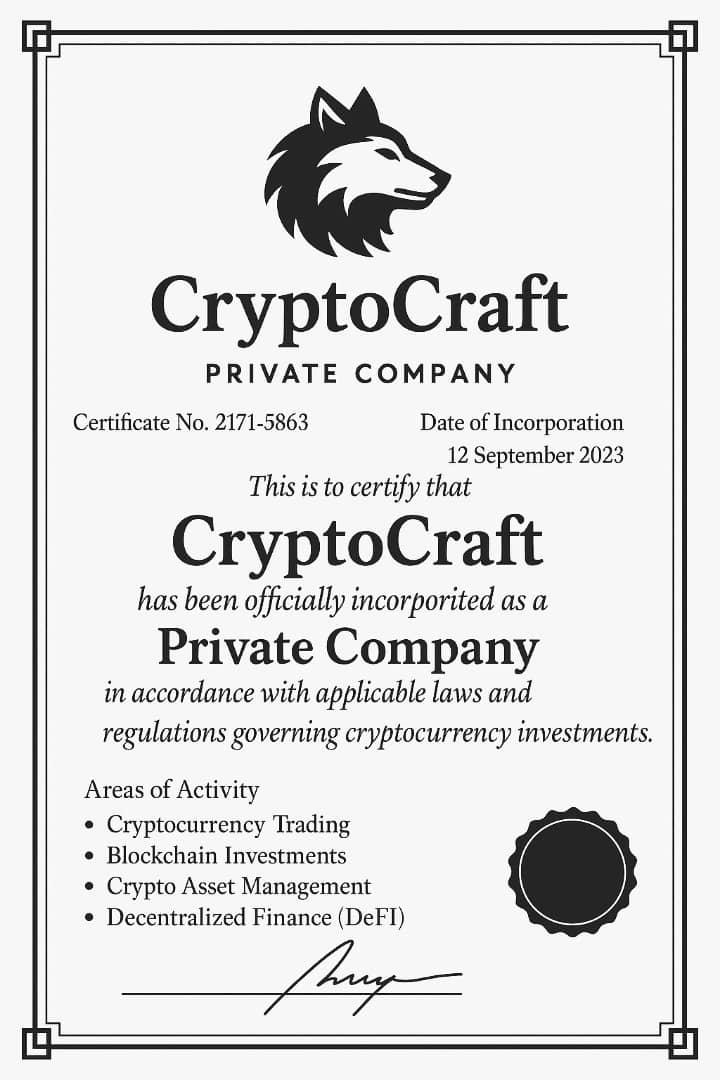 CryptoCraft
PRIVATE COMPANY
Certificate No. 2171-5863
Date of Incorporation
12 September 2023
This is to certify that
CryptoCraft
has been officially incorporited as a
Private Company
in accordance with applicable laws and
regulations governing cryptocurrency investments.
Areas of Activity
• Cryptocurrency Trading
• Blockchain Investments
• Crypto Asset Management
• Decentralized Finance (DeFI)